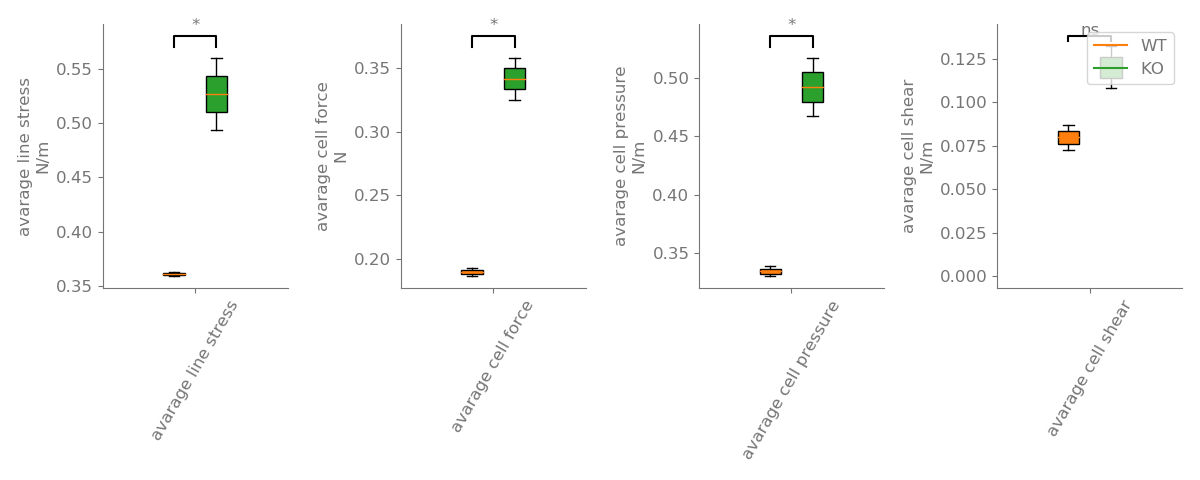 *
0.55
0.50
0.45
0.40
0.35
avarage line stress
N/m
avarage line stress
*
0.35
0.30
0.25
0.20
avarage cell force
N
avarage cell force
*
0.50
0.45
0.40
0.35
avarage cell pressure
N/m
avarage cell pressure
ns
WT
KO
0.125
0.100
0.075
0.050
0.025
0.000
avarage cell shear
N/m
avarage cell shear